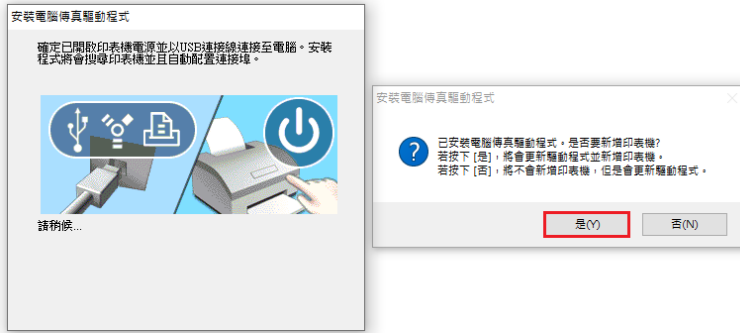 安裝電腦傳真驅動程式
確定已開啟印表機電源並以USB連接線連接至電腦。安裝
程式將會搜尋印表機並且自動配置連接埠。
請稍候...
安裝電腦傳真驅動程式
已安裝電腦傳真驅動程式。是否要新增印表機?
若按下 [是]，將會更新驅動程式並新增印表機。
若按下 [否]，將不會新增印表機，但是會更新驅動程式。
是(Y)
否(N)